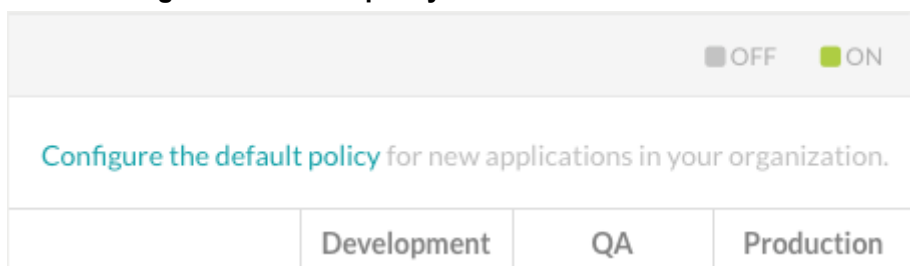 OFF ON
Configure the default policy for new applications in your organization.
Development QA Production